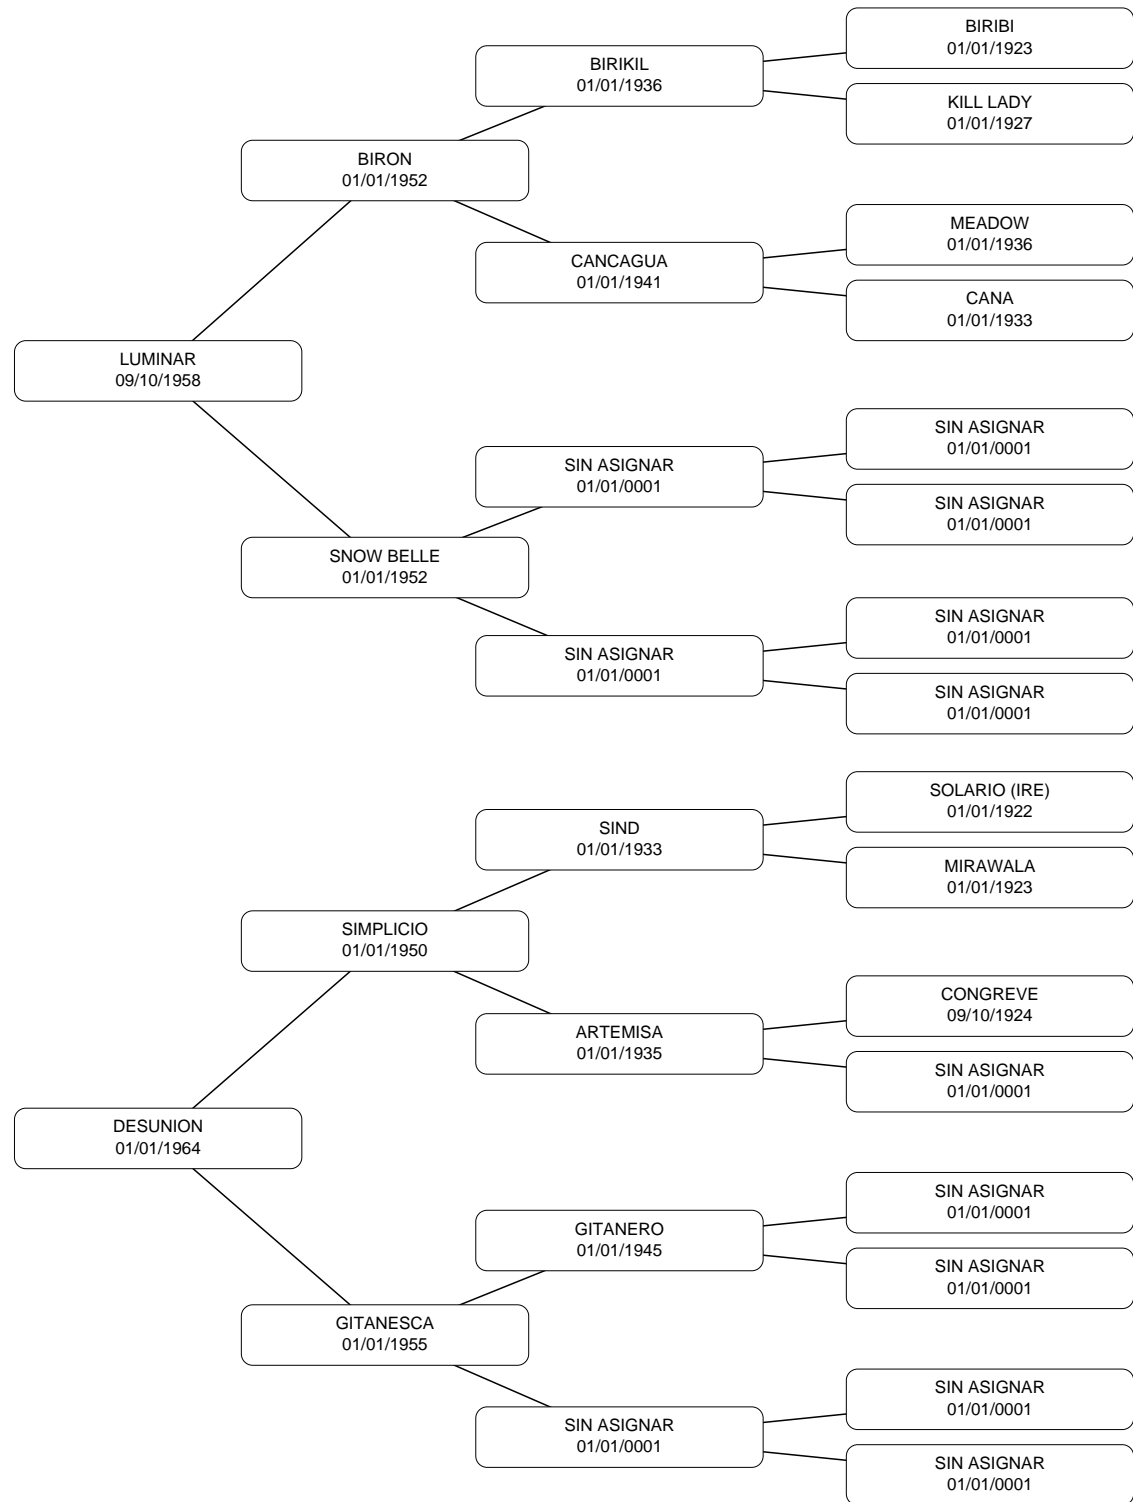 BIRIBI
01/01/1923
BIRIKIL
01/01/1936
KILL LADY
01/01/1927
BIRON
01/01/1952
MEADOW
01/01/1936
CANCAGUA
01/01/1941
CANA
01/01/1933
LUMINAR
09/10/1958
SIN ASIGNAR
01/01/0001
SIN ASIGNAR
01/01/0001
SIN ASIGNAR
01/01/0001
SNOW BELLE
01/01/1952
SIN ASIGNAR
01/01/0001
SIN ASIGNAR
01/01/0001
SIN ASIGNAR
01/01/0001
SOLARIO (IRE)
01/01/1922
SIND
01/01/1933
MIRAWALA
01/01/1923
SIMPLICIO
01/01/1950
CONGREVE
09/10/1924
ARTEMISA
01/01/1935
SIN ASIGNAR
01/01/0001
DESUNION
01/01/1964
SIN ASIGNAR
01/01/0001
GITANERO
01/01/1945
SIN ASIGNAR
01/01/0001
GITANESCA
01/01/1955
SIN ASIGNAR
01/01/0001
SIN ASIGNAR
01/01/0001
SIN ASIGNAR
01/01/0001